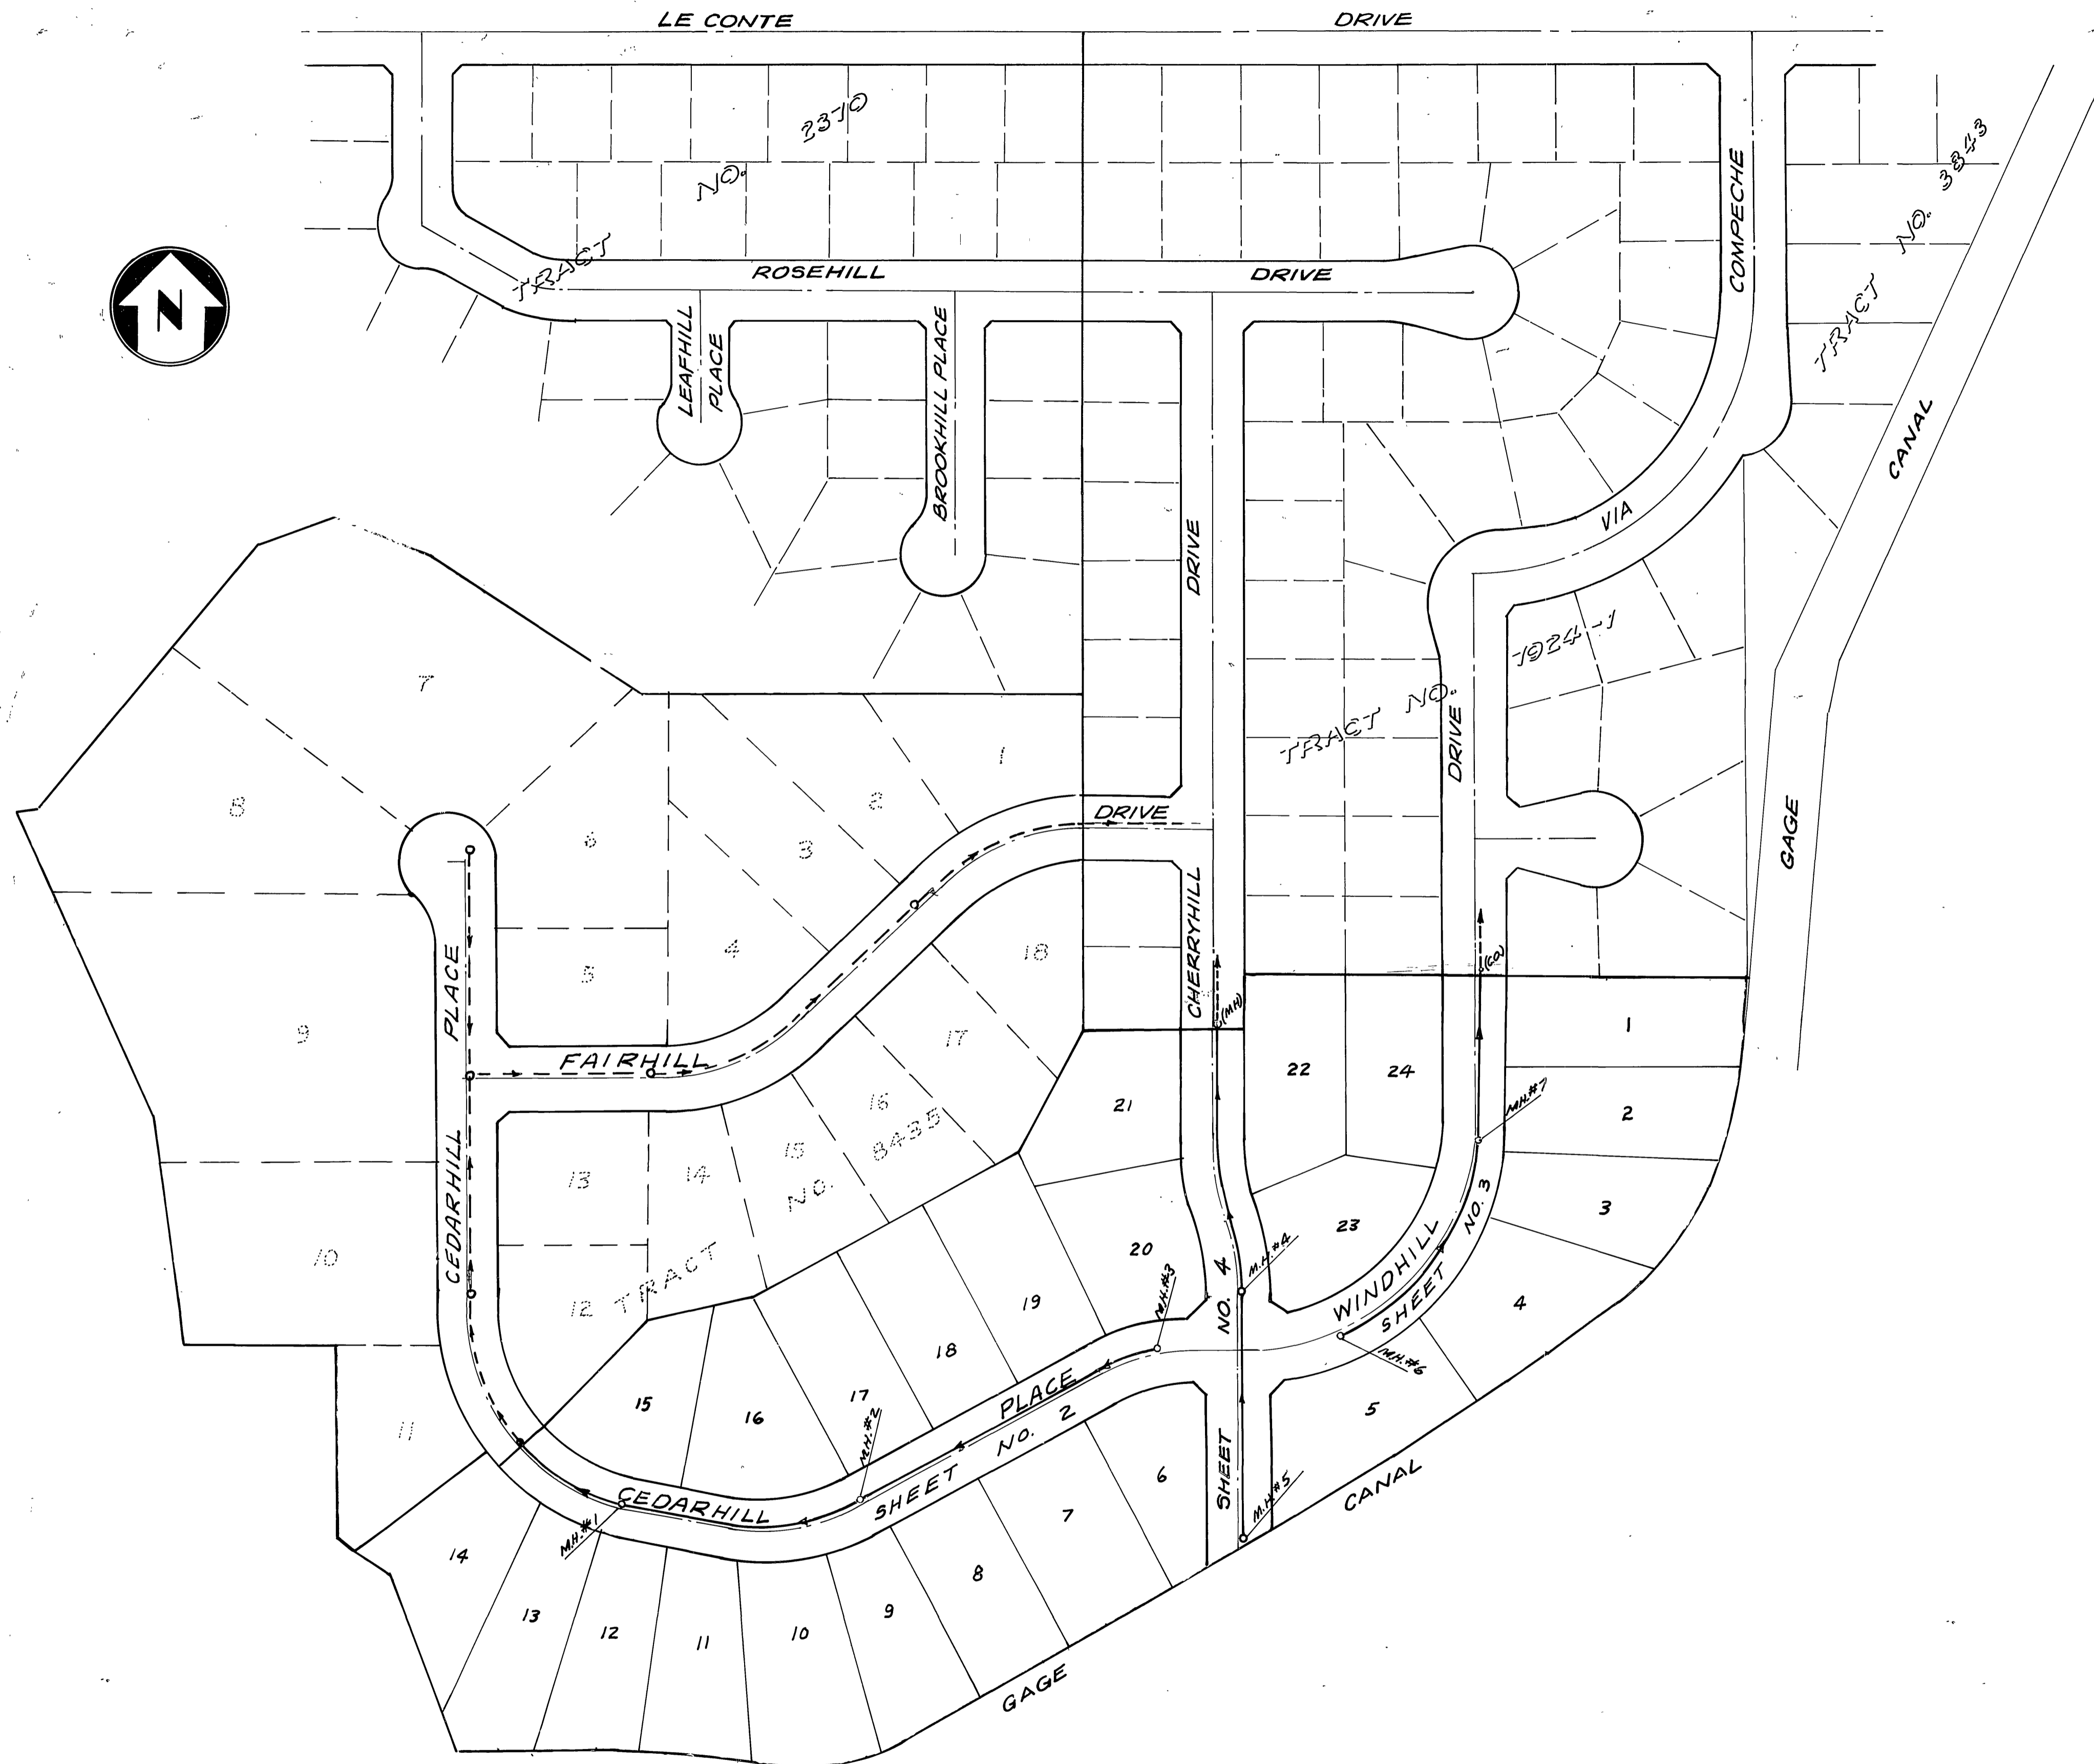 LE CONTE DRIVE
TRACT NO. 2370
TRACT NO. 3843
COMPECHE
ROSEHILL DRIVE
N
LEAFHILL
PLACE
BROOKHILL PLACE
CANAL
DRIVE
VIA
1924-1
TRACT NO.
DRIVE
7
1
8
2
DRIVE
GAGE
6
3
CHERRYHILL
4
18
5
PLACE
(CO)
9
(MH)
17
1
FAIRHILL
22
24
16
21
M.H.#7
2
8435
15
13
14
NO.
CEDARHILL
3
NO. 3
23
20
WINDHILL
10
M.H.#4
NO. 4
TRACT
12
M.H.#3
SHEET
19
4
18
M.H.#6
17
PLACE
15
16
5
11
NO. 2
M.H.#2
6
SHEET
CANAL
M.H.#5
CEDARHILL
SHEET
7
M.H.#1
14
8
9
13
12
11
10
GAGE